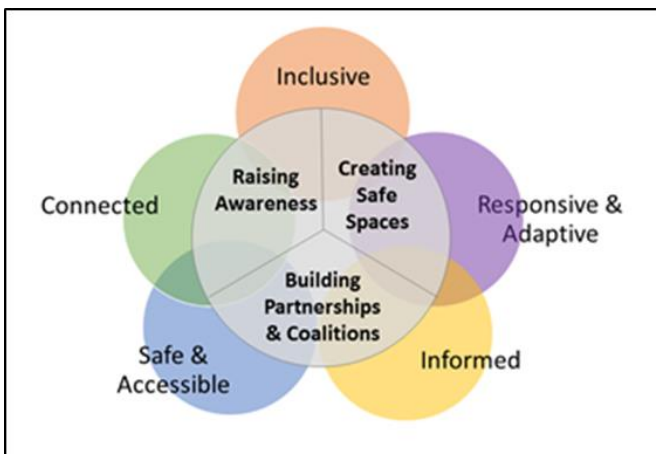 Inclusive
Raising
Awareness
Creating
Safe
Spaces
Connected
Responsive &
Adaptive
Building
Partnerships
& Coalitions
Safe &
Accessible
Informed